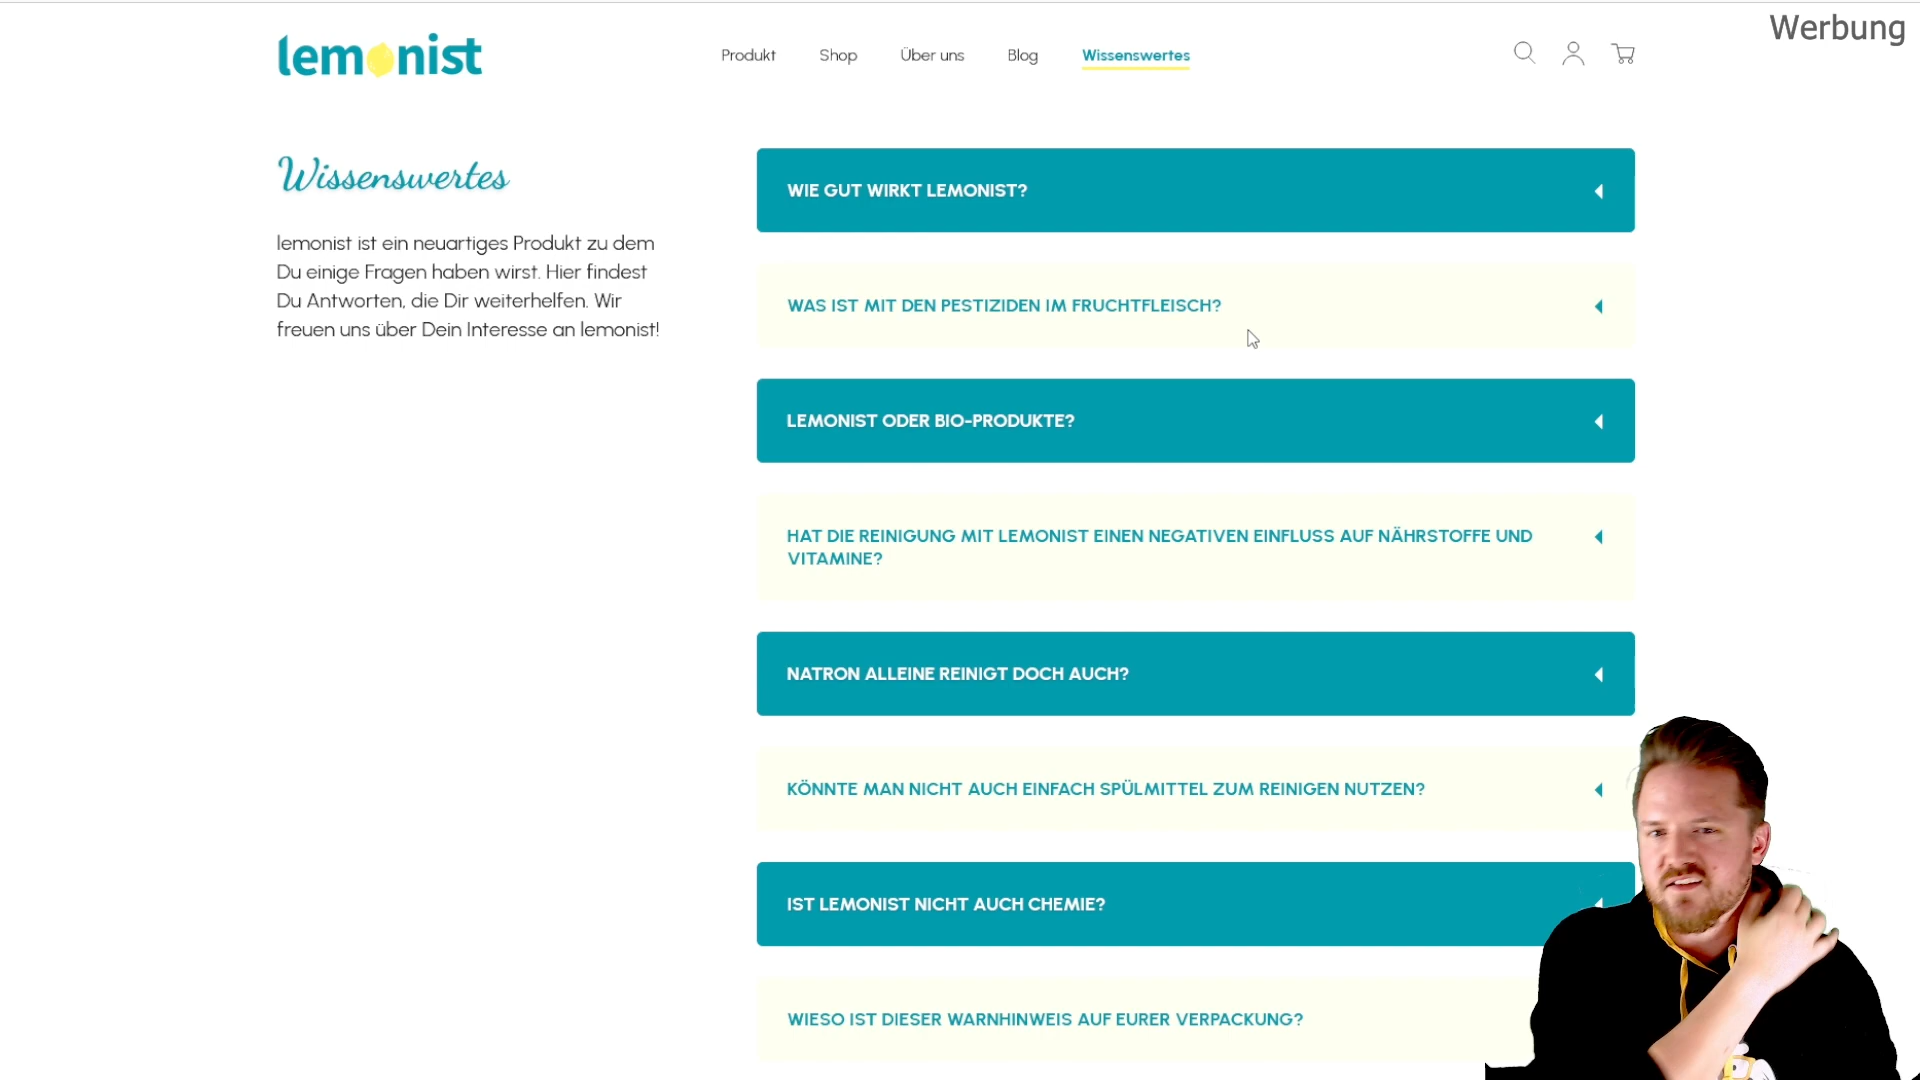 Werbung
lemonist
Produkt
Shop
Über uns
Blog
Wissenswertes
Wissenswertes
lemonist ist ein neuartiges Produkt zu dem
Du einige Fragen haben wirst. Hier findest
Du Antworten, die Dir weiterhelfen. Wir
freuen uns über Dein Interesse an lemonist!
WIE GUT WIRKT LEMONIST?
WAS IST MIT DEN PESTIZIDEN IM FRUCHTFLEISCH?
LEMONIST ODER BIO-PRODUKTE?
HAT DIE REINIGUNG MIT LEMONIST EINEN NEGATIVEN EINFLUSS AUF NÄHRSTOFFE UND
VITAMINE?
NATRON ALLEINE REINIGT DOCH AUCH?
KÖNNTE MAN NICHT AUCH EINFACH SPÜLMITTEL ZUM REINIGEN NUTZEN?
IST LEMONIST NICHT AUCH CHEMIE?
WIESO IST DIESER WARNHINWEIS AUF EURER VERPACKUNG?